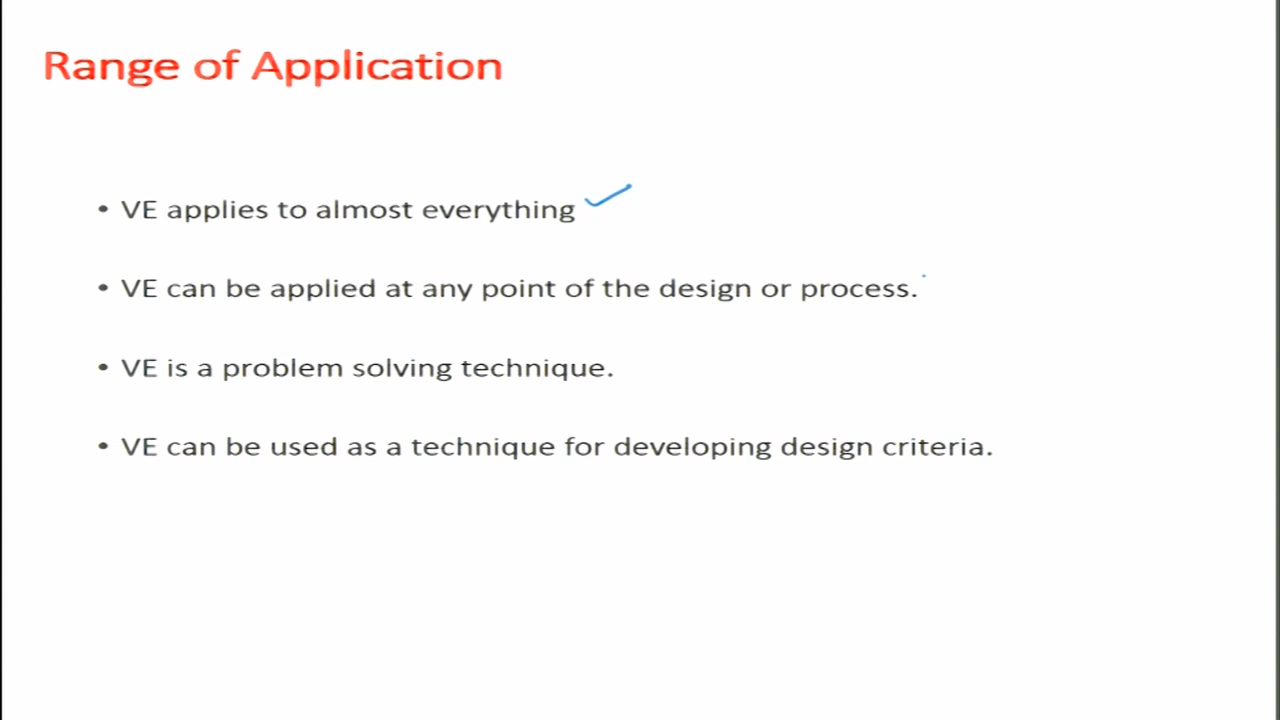 Range of Application
• VE applies to almost everything
• VE can be applied at any point of the design or process.
• VE is a problem solving technique.
• VE can be used as a technique for developing design criteria.